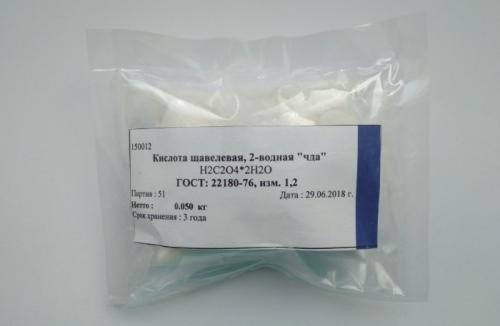 150012
Кислота щавелевая, 2-водная "чда"
H2C2O4*2H2O
ГОСТ: 22180-76, изм. 1,2
Партия : 51 Дата : 29.06.2018 г.
Нетто : 0.050 кг
Срок хранения : 3 года